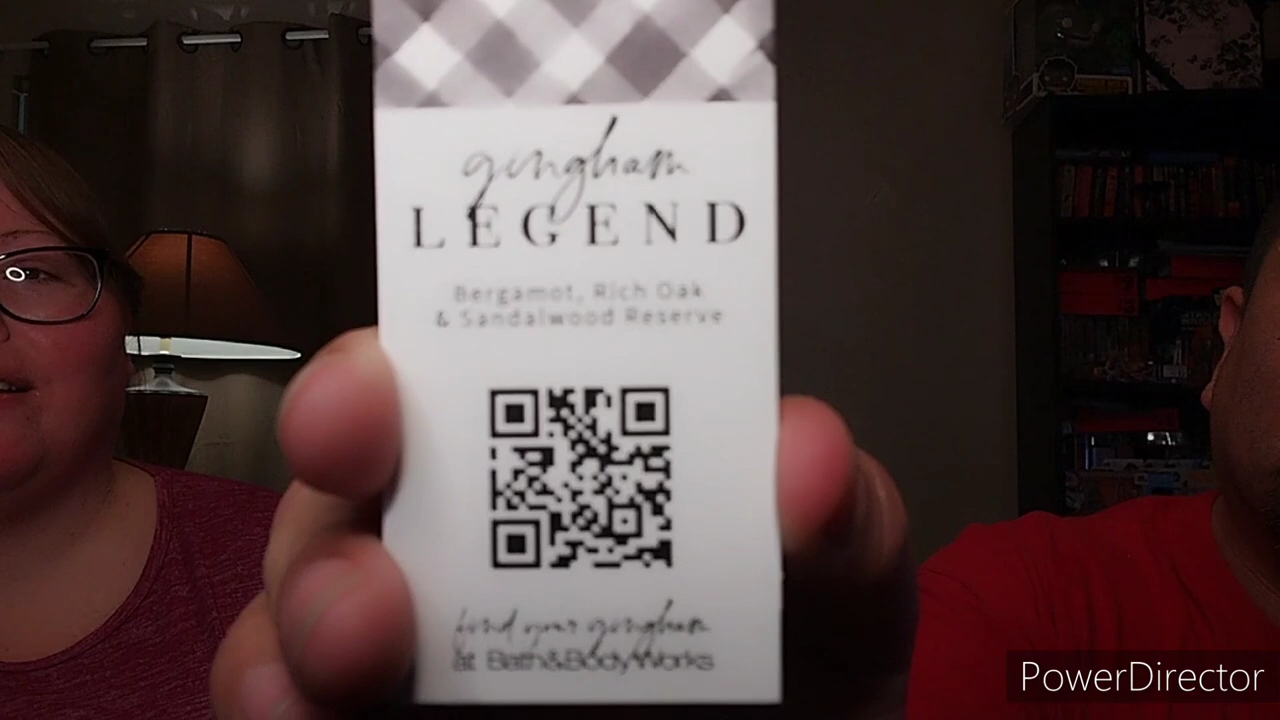 gingham
LEGEND
Bergamot, Rich Oak
& Sandalwood Reserve
find your gingham
at Bath&BodyWorks
PowerDirector